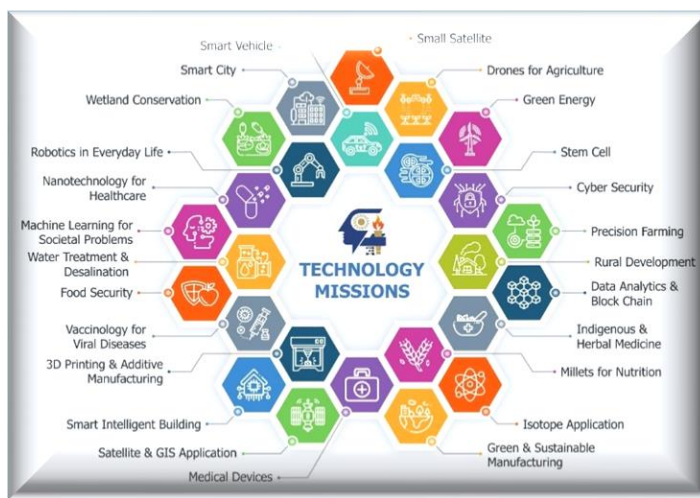 Smart Vehicle
Small Satellite
Smart City
Drones for Agriculture
Wetland Conservation
Green Energy
Robotics in Everyday Life
Stem Cell
Nanotechnology for
Healthcare
Cyber Security
Machine Learning for
Societal Problems
Precision Farming
Water Treatment &
Desalination
Rural Development
TECHNOLOGY
MISSIONS
Food Security
Data Analytics &
Block Chain
Vaccinology for
Viral Diseases
Indigenous &
Herbal Medicine
3D Printing & Additive
Manufacturing
Millets for Nutrition
Smart Intelligent Building
Isotope Application
Satellite & GIS Application
Green & Sustainable
Manufacturing
Medical Devices